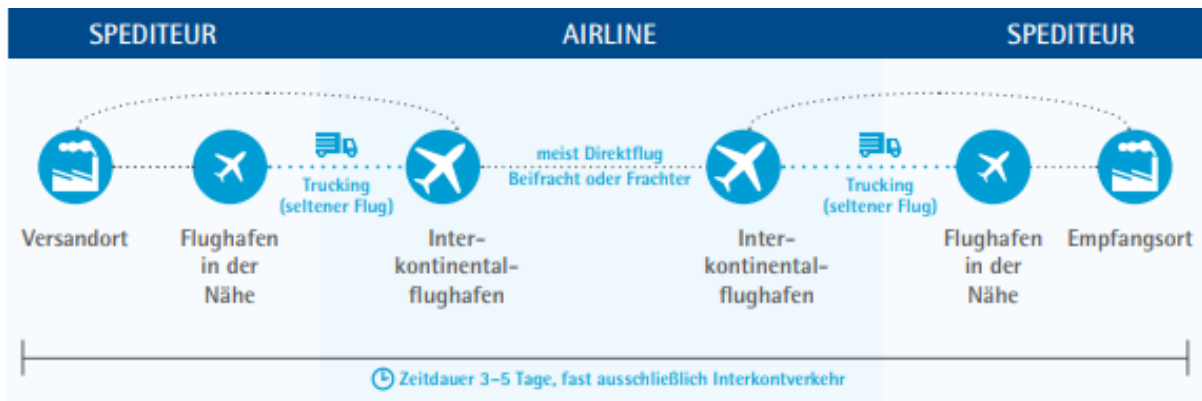 SPEDITEUR
AIRLINE
SPEDITEUR
meist Direktflug
Beifracht oder Frachter
Trucking
(seltener Flug)
Trucking
(seltener Flug)
Versandort
Flughafen
in der
Nähe
Inter-
kontinental-
flughafen
Inter-
kontinental-
flughafen
Flughafen
in der
Nähe
Empfangsort
Zeitdauer 3–5 Tage, fast ausschließlich Interkontverkehr